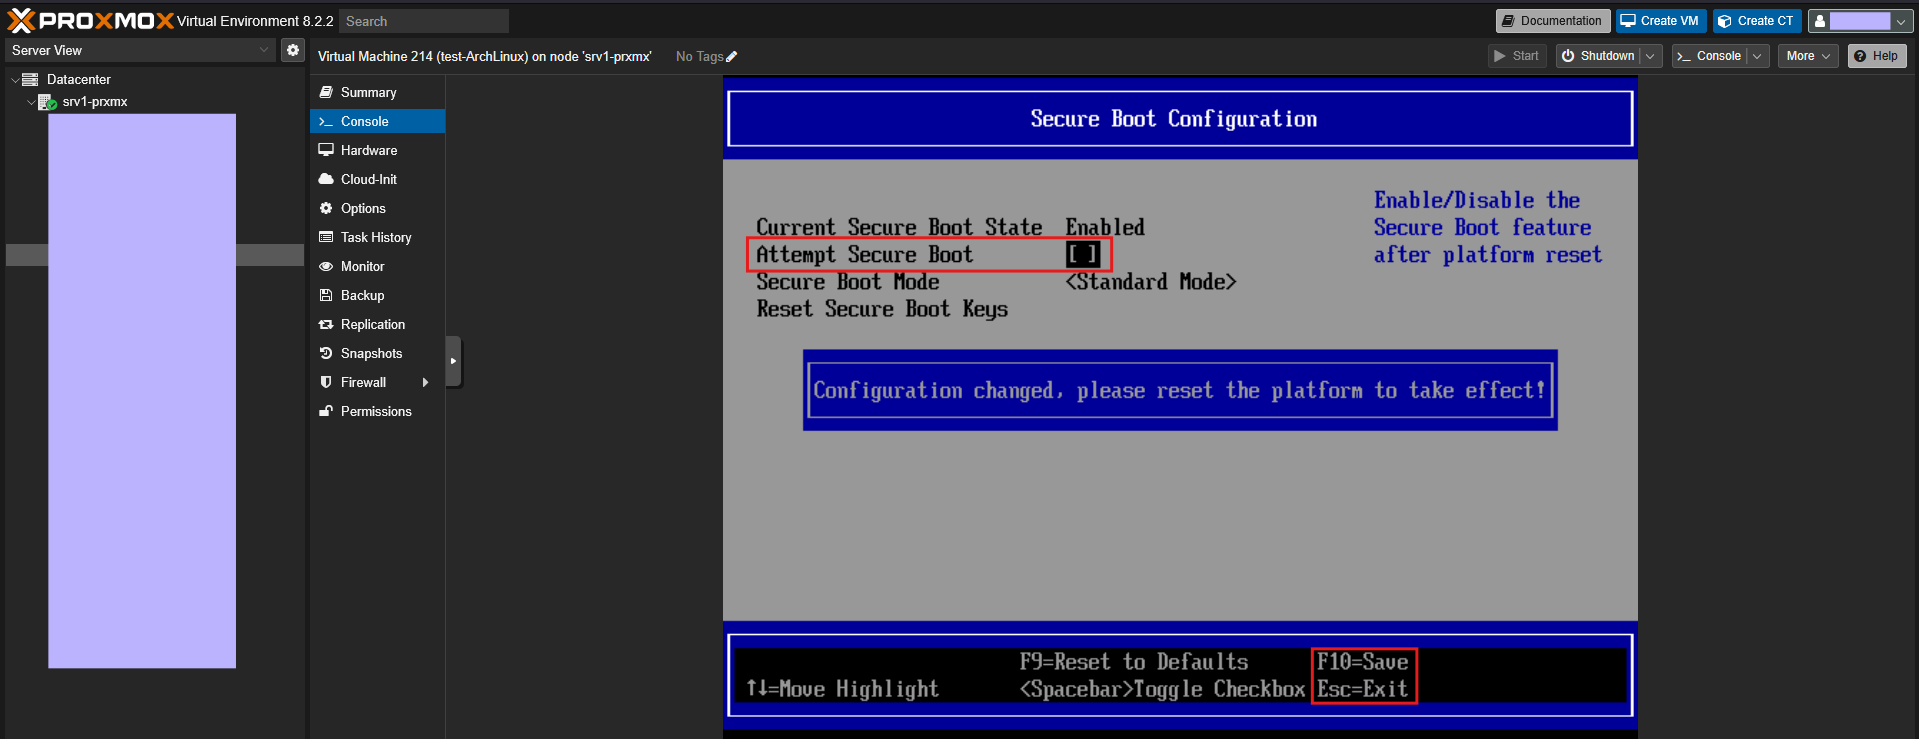 PROXMOX Virtual Environment 8.2.2 Search Documentation Create VM Create CT
Server View
Virtual Machine 214 (test-ArchLinux) on node 'srv1-prxmx' No Tags Start Shutdown Console More Help
Datacenter
srv1-prxmx
Summary
Console
Hardware
Cloud-Init
Options
Task History
Monitor
Backup
Replication
Snapshots
Firewall
Permissions
Secure Boot Configuration
Current Secure Boot State Enabled
Attempt Secure Boot [ ]
Secure Boot Mode <Standard Mode>
Reset Secure Boot Keys
Enable/Disable the
Secure Boot feature
after platform reset
Configuration changed, please reset the platform to take effect!
F9=Reset to Defaults F10=Save
↑↓=Move Highlight <Spacebar>Toggle Checkbox Esc=Exit